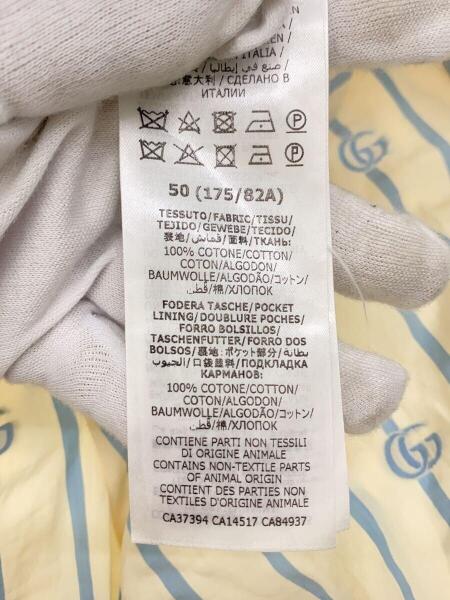 ITALIA/
صنع في إيطاليا/
意大利/ СДЕЛАНО В
ИТАЛИИ
50 (175/82A)
TESSUTO/FABRIC/TISSU/
TEJIDO/GEWEBE/TECIDO/
表地/قماش/面料/ТКАНЬ:
100% COTONE/COTTON/
COTON/ALGODON/
BAUMWOLLE/ALGODÃO/コットン/
قطن/棉/ХЛОПОК
FODERA TASCHE/POCKET
LINING/DOUBLURE POCHES/
FORRO BOLSILLOS/
TASCHENFUTTER/FORRO DOS
BOLSOS/裏地:ポケット部分/بطانة
الجيوب/口袋蓋料/ПОДКЛАДКА
КАРМАНОВ:
100% COTONE/COTTON/
COTON/ALGODON/
BAUMWOLLE/ALGODÃO/コットン/
قطن/棉/ХЛОПОК
CONTIENE PARTI NON TESSILI
DI ORIGINE ANIMALE
CONTAINS NON-TEXTILE PARTS
OF ANIMAL ORIGIN
CONTIENT DES PARTIES NON
TEXTILES D'ORIGINE ANIMALE
CA37394 CA14517 CA84937